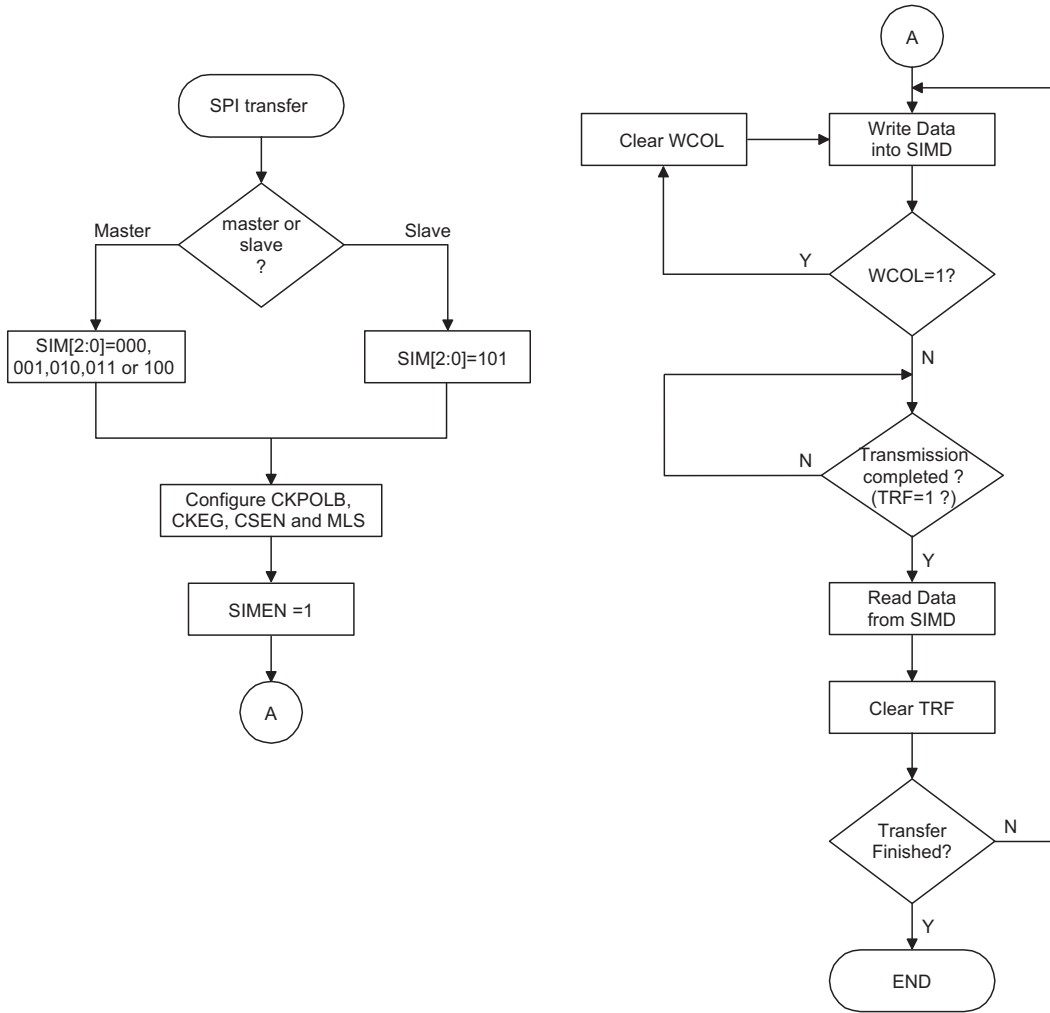 SPI transfer
master or
slave
?
Master
Slave
SIM[2:0]=000,
001,010,011 or 100
SIM[2:0]=101
Configure CKPOLB,
CKEG, CSEN and MLS
SIMEN =1
A
A
Write Data
into SIMD
Clear WCOL
WCOL=1?
Y
N
Transmission
completed ?
(TRF=1 ?)
N
Y
Read Data
from SIMD
Clear TRF
Transfer
Finished?
N
Y
END